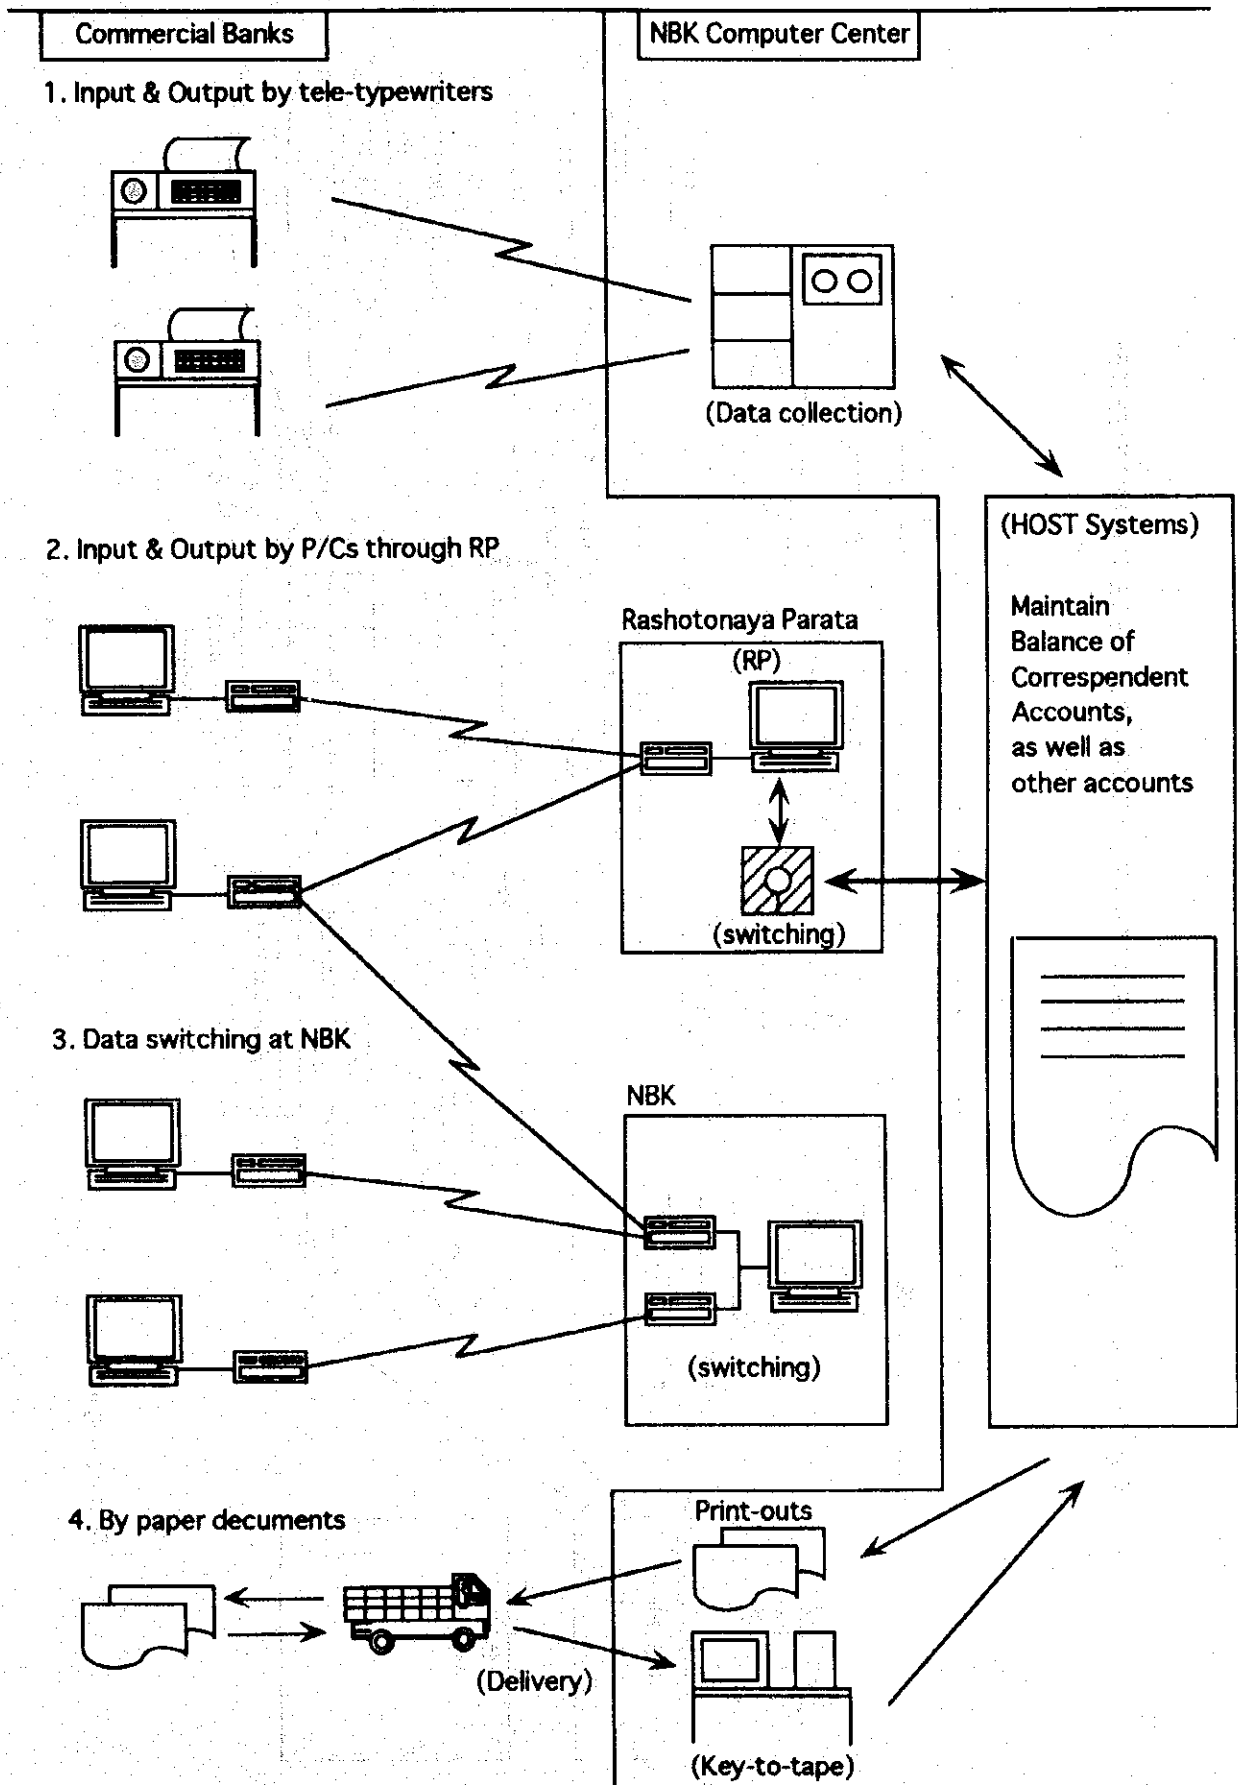 Commercial Banks
NBK Computer Center
1. Input & Output by tele-typewriters
(Data collection)
(HOST Systems)
Maintain
Balance of
Correspendent
Accounts,
as well as
other accounts
2. Input & Output by P/Cs through RP
Rashotonaya Parata
(RP)
(switching)
3. Data switching at NBK
NBK
(switching)
4. By paper decuments
Print-outs
(Delivery)
(Key-to-tape)